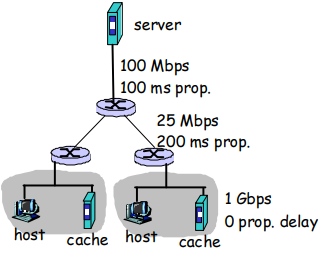 server
100 Mbps
100 ms prop.
25 Mbps
200 ms prop.
1 Gbps
0 prop. delay
host
cache
host
cache